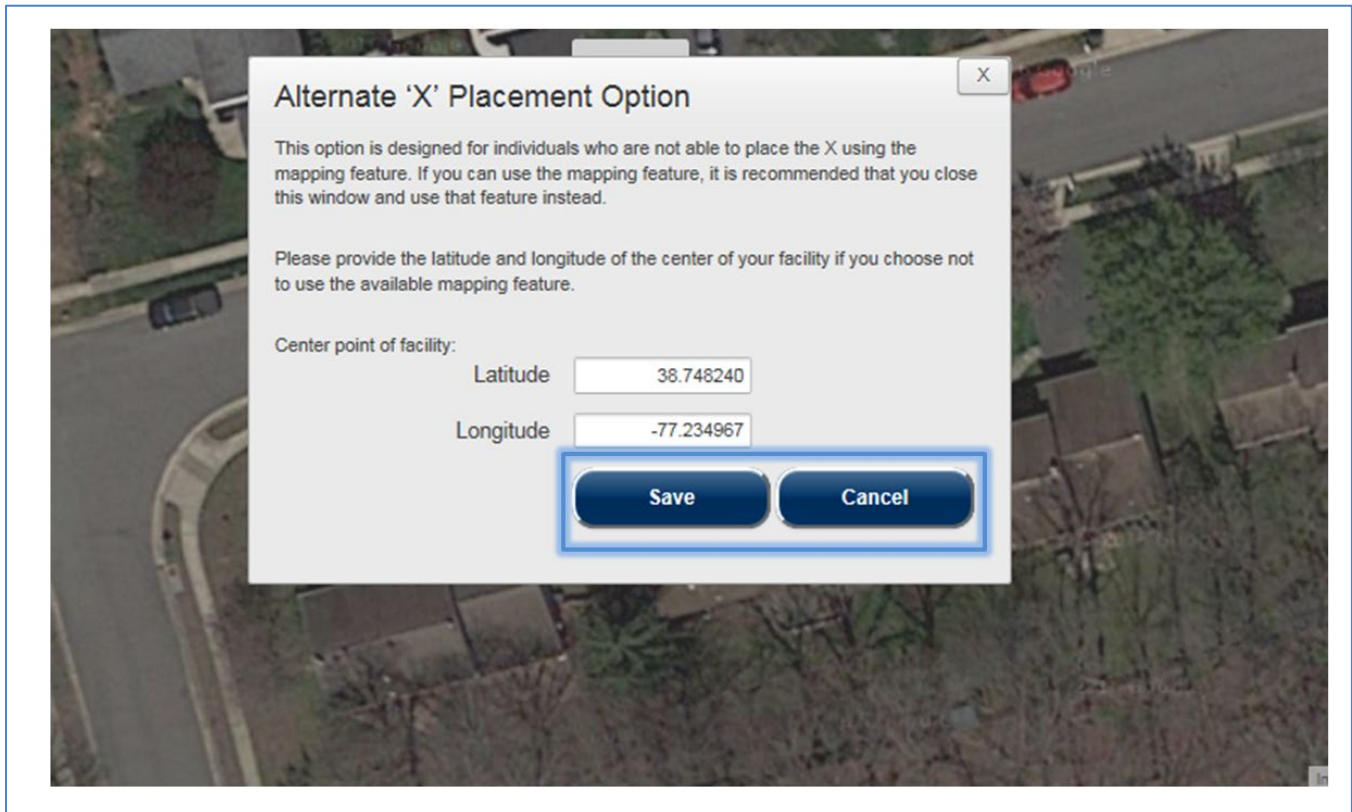 X
Google
Alternate ‘X’ Placement Option
This option is designed for individuals who are not able to place the X using the
mapping feature. If you can use the mapping feature, it is recommended that you close
this window and use that feature instead.
Please provide the latitude and longitude of the center of your facility if you choose not
to use the available mapping feature.
Center point of facility:
Latitude 38.748240
Longitude -77.234967
Save Cancel